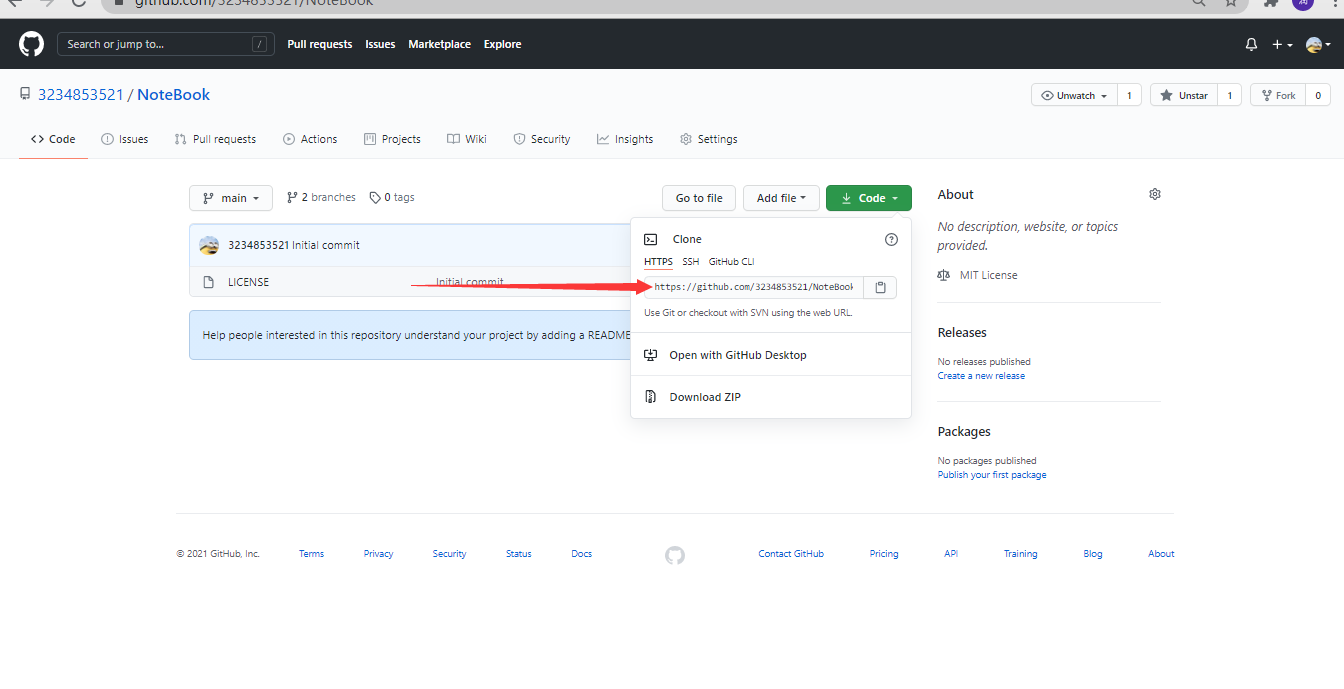 github.com/3234853521/NoteBook
Search or jump to... /
Pull requests Issues Marketplace Explore
3234853521 / NoteBook
Unwatch 1 Unstar 1 Fork 0
Code Issues Pull requests Actions Projects Wiki Security Insights Settings
main 2 branches 0 tags
Go to file Add file Code
3234853521 Initial commit
LICENSE Initial commit
Help people interested in this repository understand your project by adding a README
Clone
HTTPS SSH GitHub CLI
https://github.com/3234853521/NoteBook
Use Git or checkout with SVN using the web URL.
Open with GitHub Desktop
Download ZIP
About
No description, website, or topics
provided.
MIT License
Releases
No releases published
Create a new release
Packages
No packages published
Publish your first package
© 2021 GitHub, Inc. Terms Privacy Security Status Docs Contact GitHub Pricing API Training Blog About